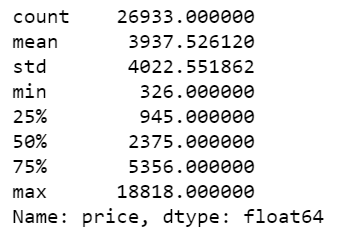 count    26933.000000
mean      3937.526120
std       4022.551862
min        326.000000
25%        945.000000
50%       2375.000000
75%       5356.000000
max      18818.000000
Name: price, dtype: float64